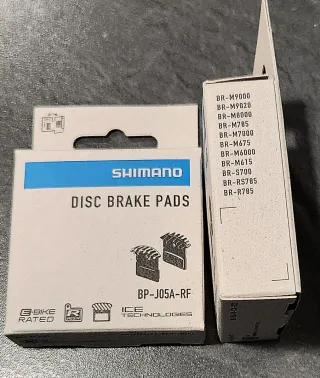 SHIMANO
DISC BRAKE PADS
BP-J05A-RF
E-BIKE
RATED
R
ICE
TECHNOLOGIES
BR-M9000
BR-M9020
BR-M8000
BR-M785
BR-M7000
BR-M675
BR-M6000
BR-M615
BR-S700
BR-RS785
BR-R785